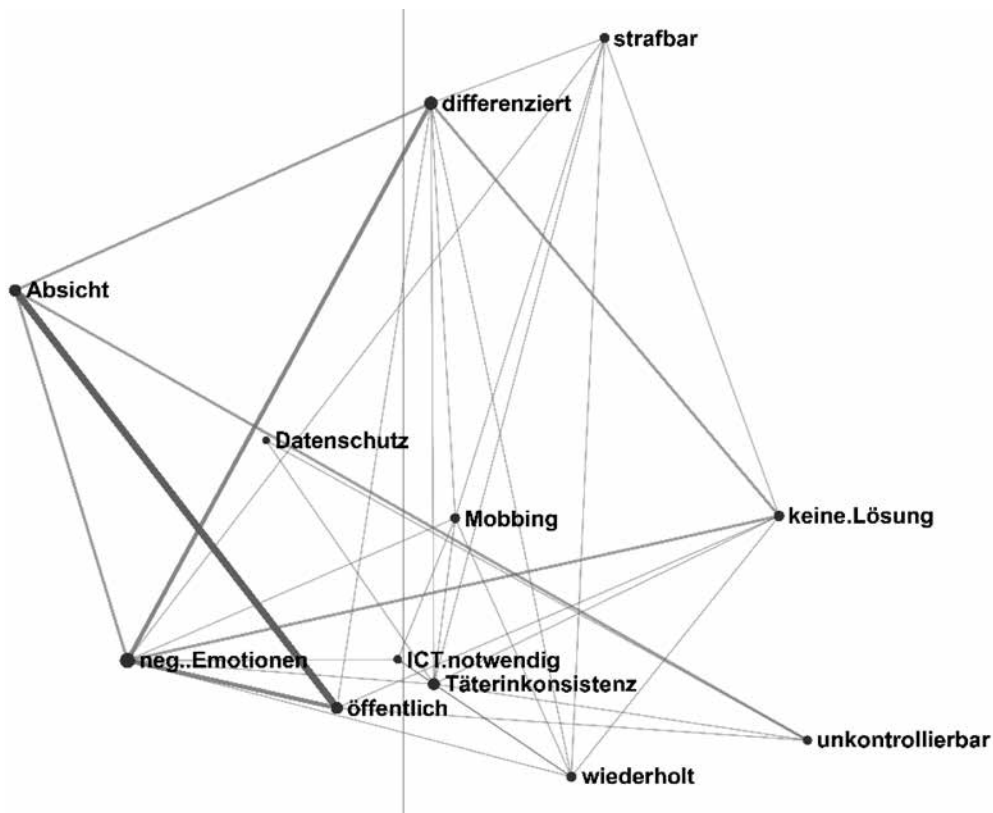 strafbar
differenziert
Absicht
Datenschutz
Mobbing
keine.Lösung
neg..Emotionen
ICT.notwendig
Täterinkonsistenz
öffentlich
unkontrollierbar
wiederholt